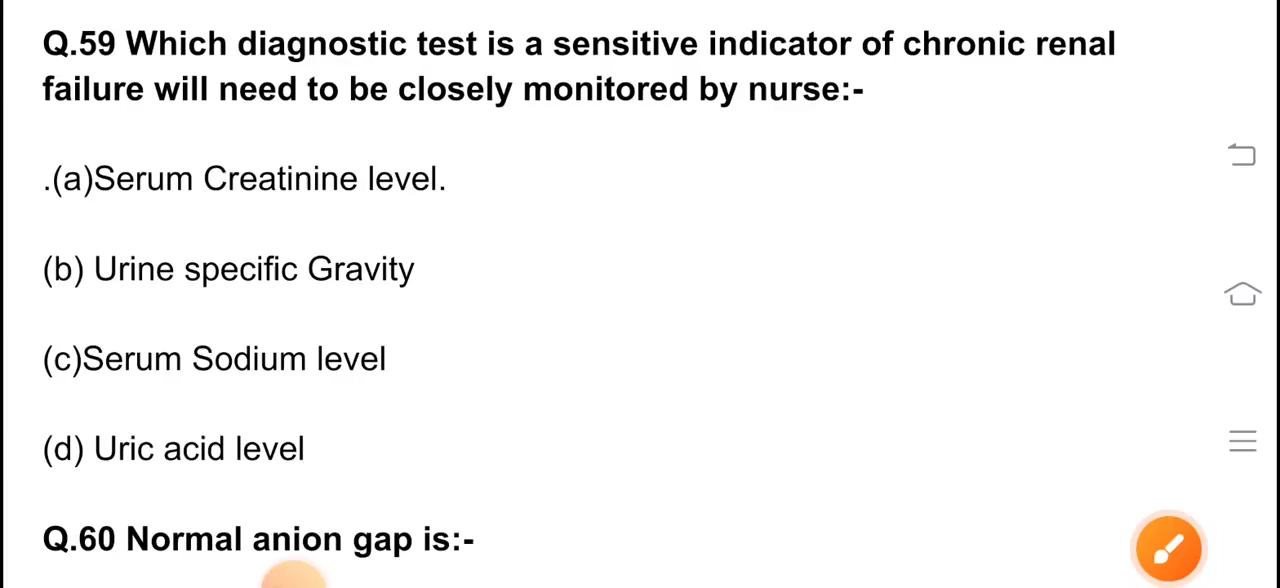 Q.59 Which diagnostic test is a sensitive indicator of chronic renal
failure will need to be closely monitored by nurse:-
.(a)Serum Creatinine level.
(b) Urine specific Gravity
(c)Serum Sodium level
(d) Uric acid level
Q.60 Normal anion gap is:-